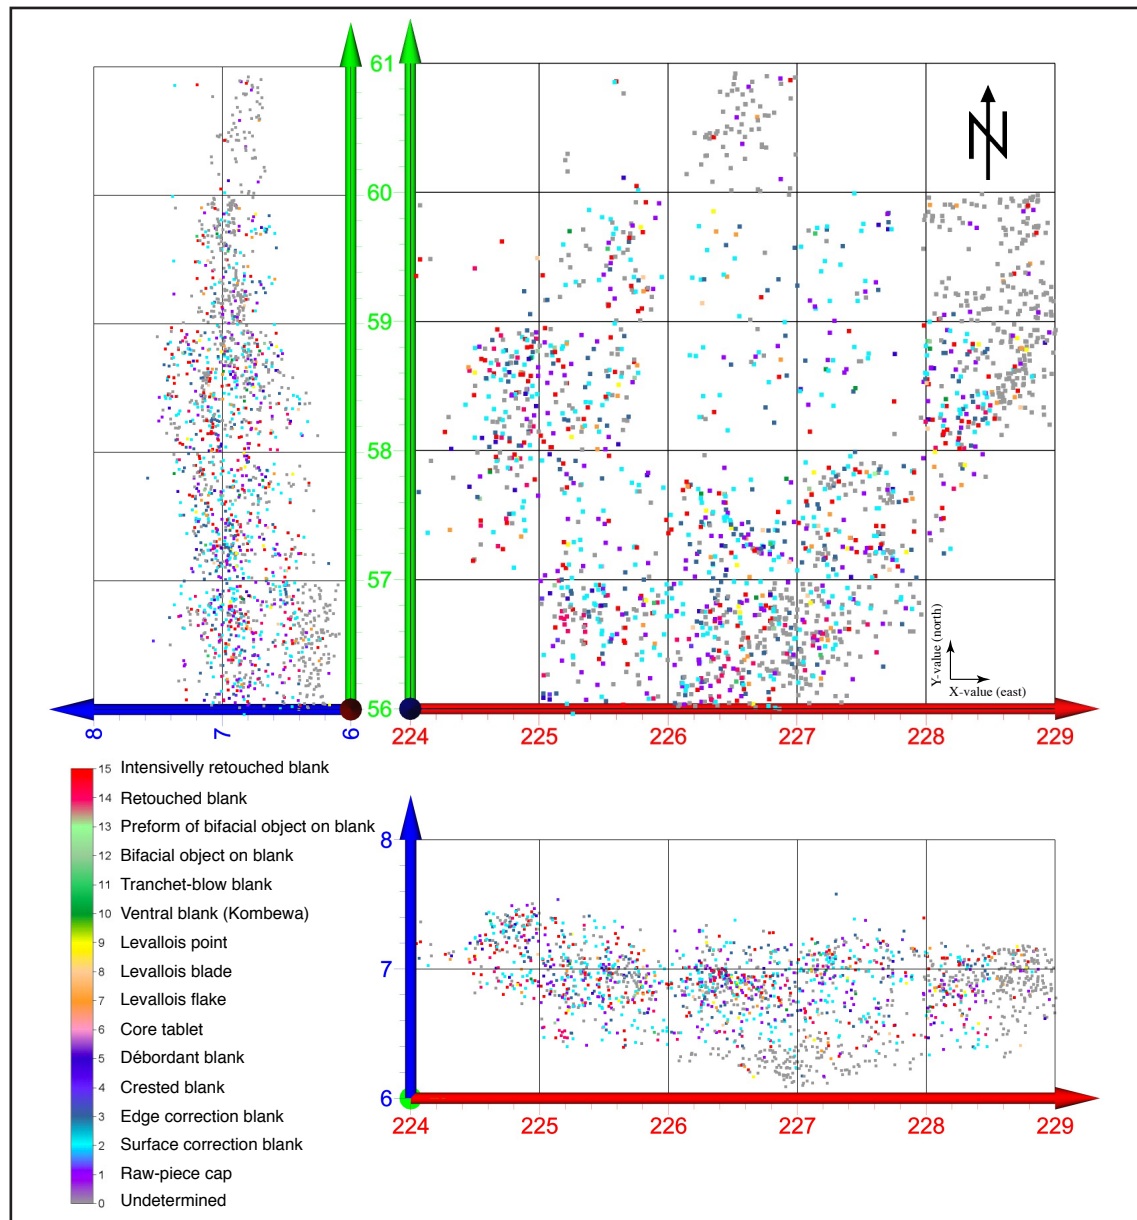 61
60
59
58
57
56
N
8
7
6
224
225
226
227
228
229
Y-value (north)
X-value (east)
15 Intensivelly retouched blank
14 Retouched blank
13 Preform of bifacial object on blank
12 Bifacial object on blank
11 Tranchet-blow blank
10 Ventral blank (Kombewa)
9 Levallois point
8 Levallois blade
7 Levallois flake
6 Core tablet
5 Débordant blank
4 Crested blank
3 Edge correction blank
2 Surface correction blank
1 Raw-piece cap
0 Undetermined
8
7
6
224
225
226
227
228
229